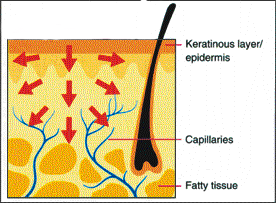 Keratinous layer/
epidermis
Capillaries
Fatty tissue